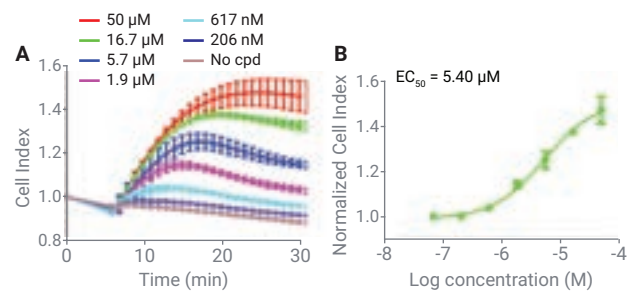 50 µM
16.7 µM
5.7 µM
1.9 µM
617 nM
206 nM
No cpd
A
Cell Index
1.6
1.4
1.2
1.0
0.8
0
10
20
30
Time (min)
B
EC50 = 5.40 µM
Normalized Cell Index
1.6
1.4
1.2
1.0
-8
-7
-6
-5
-4
Log concentration (M)